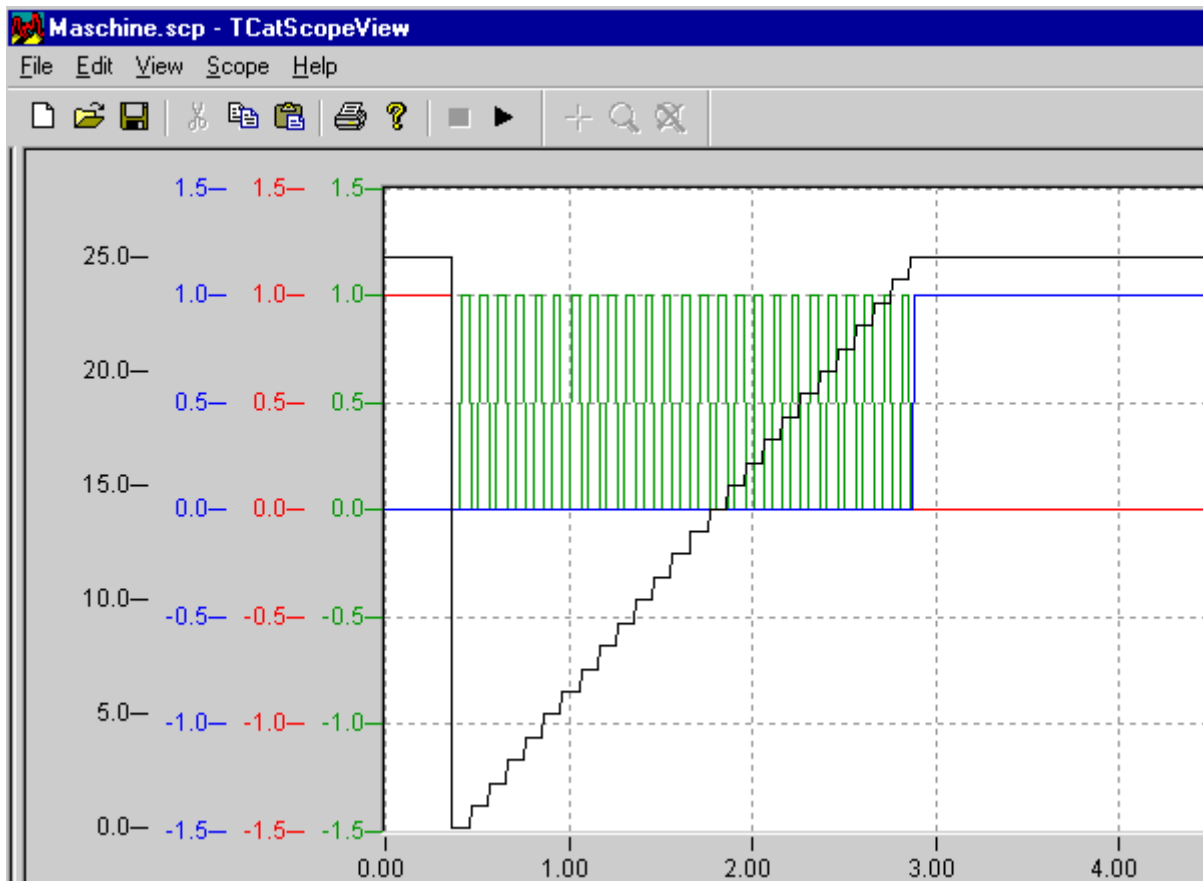 Maschine.scp - TCatScopeView
File Edit View Scope Help
1.5 1.5 1.5
25.0
1.0 1.0 1.0
20.0
0.5 0.5 0.5
15.0
0.0 0.0 0.0
10.0
-0.5 -0.5 -0.5
5.0
-1.0 -1.0 -1.0
0.0 -1.5 -1.5 -1.5
0.00 1.00 2.00 3.00 4.00